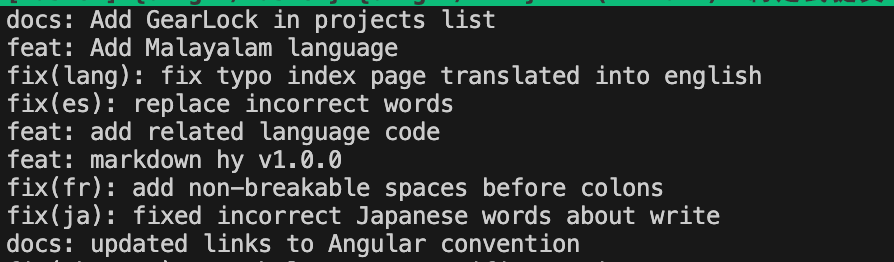 docs: Add GearLock in projects list
feat: Add Malayalam language
fix(lang): fix typo index page translated into english
fix(es): replace incorrect words
feat: add related language code
feat: markdown hy v1.0.0
fix(fr): add non-breakable spaces before colons
fix(ja): fixed incorrect Japanese words about write
docs: updated links to Angular convention